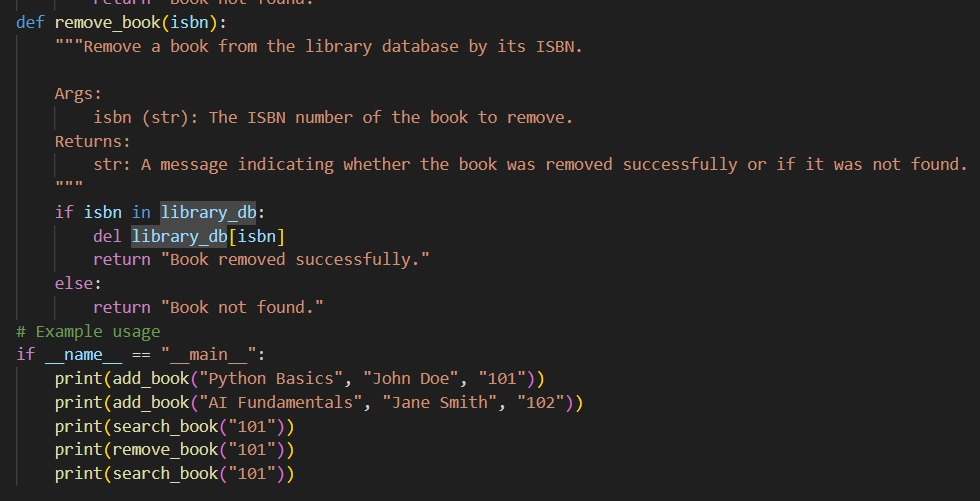 return "Book not found."
def remove_book(isbn):
    """Remove a book from the library database by its ISBN.

    Args:
        isbn (str): The ISBN number of the book to remove.
    Returns:
        str: A message indicating whether the book was removed successfully or if it was not found.
    """
    if isbn in library_db:
        del library_db[isbn]
        return "Book removed successfully."
    else:
        return "Book not found."
# Example usage
if __name__ == "__main__":
    print(add_book("Python Basics", "John Doe", "101"))
    print(add_book("AI Fundamentals", "Jane Smith", "102"))
    print(search_book("101"))
    print(remove_book("101"))
    print(search_book("101"))